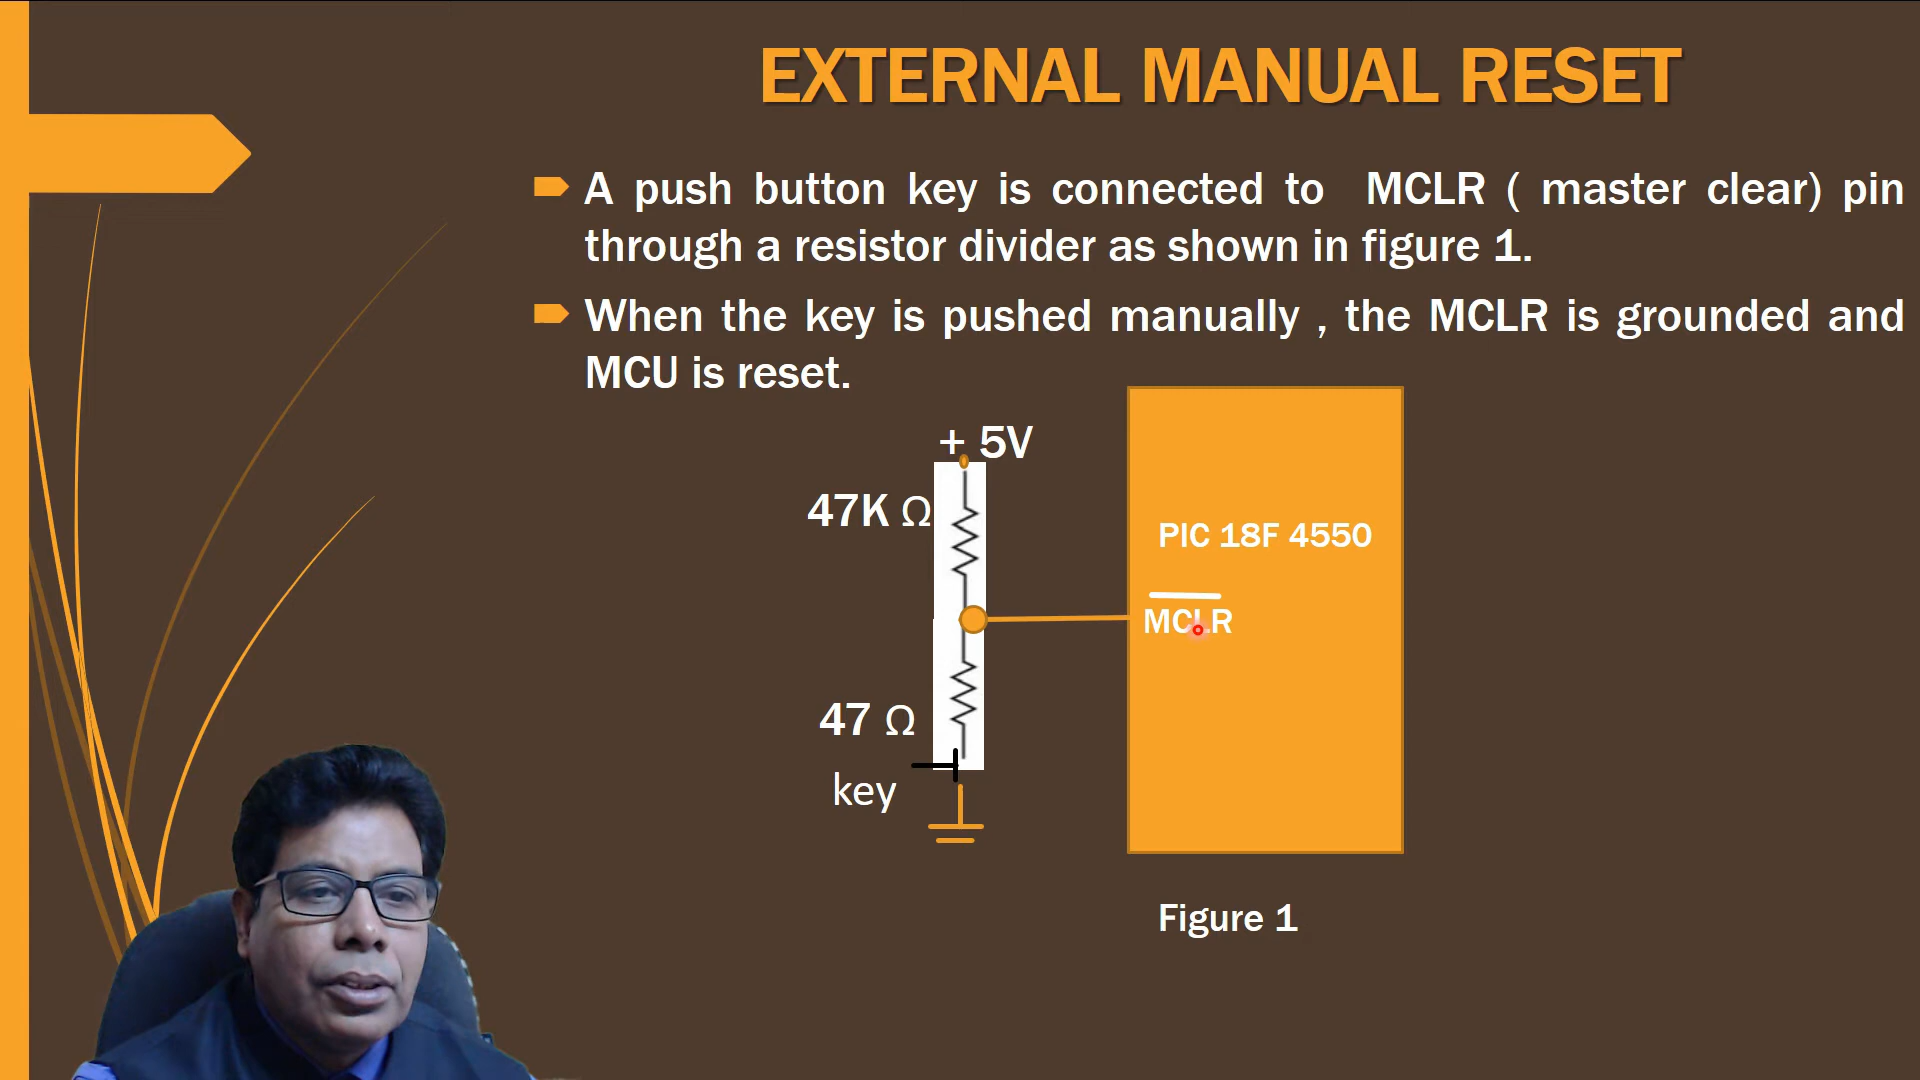 EXTERNAL MANUAL RESET
A push button key is connected to MCLR ( master clear) pin
through a resistor divider as shown in figure 1.
When the key is pushed manually , the MCLR is grounded and
MCU is reset.
+ 5V
47K Ω
PIC 18F 4550
MCLR
47 Ω
key
Figure 1